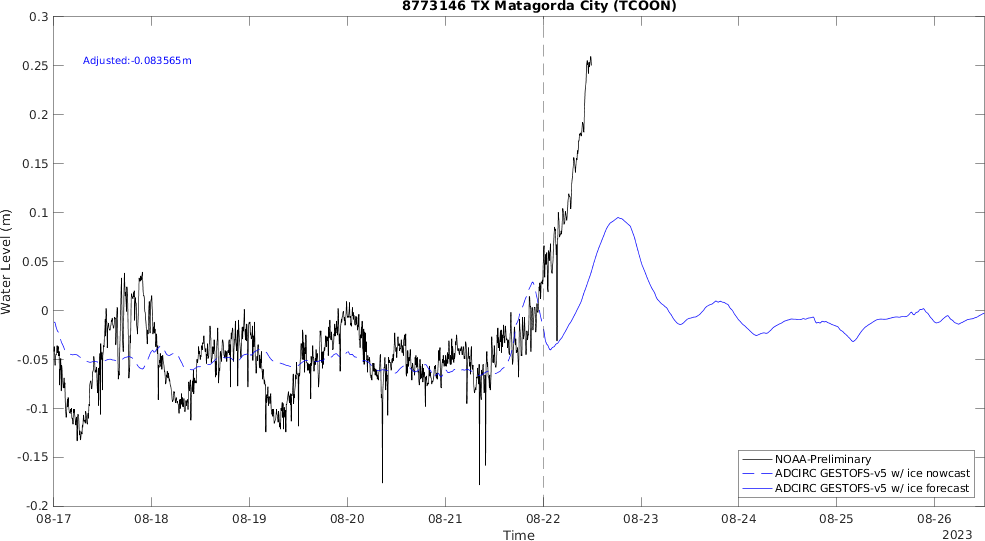 8773146 TX Matagorda City (TCOON)
Adjusted:-0.083565m
Water Level (m)
0.3
0.25
0.2
0.15
0.1
0.05
0
-0.05
-0.1
-0.15
-0.2
NOAA-Preliminary
ADCIRC GESTOFS-v5 w/ ice nowcast
ADCIRC GESTOFS-v5 w/ ice forecast
08-17 08-18 08-19 08-20 08-21 08-22 08-23 08-24 08-25 08-26
Time
2023